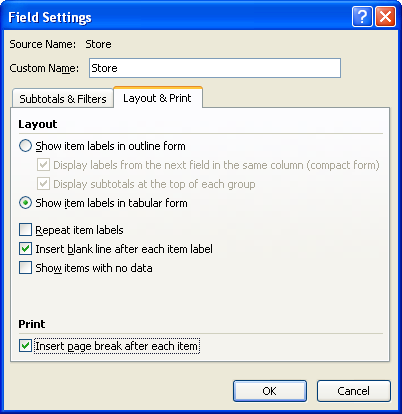 Field Settings
Source Name: Store
Custom Name: Store
Subtotals & Filters Layout & Print
Layout
Show item labels in outline form
Display labels from the next field in the same column (compact form)
Display subtotals at the top of each group
Show item labels in tabular form
Repeat item labels
Insert blank line after each item label
Show items with no data
Print
Insert page break after each item
OK Cancel